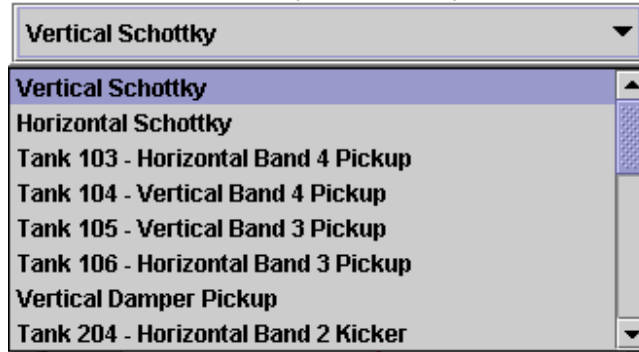 Vertical Schottky
Vertical Schottky
Horizontal Schottky
Tank 103 - Horizontal Band 4 Pickup
Tank 104 - Vertical Band 4 Pickup
Tank 105 - Vertical Band 3 Pickup
Tank 106 - Horizontal Band 3 Pickup
Vertical Damper Pickup
Tank 204 - Horizontal Band 2 Kicker